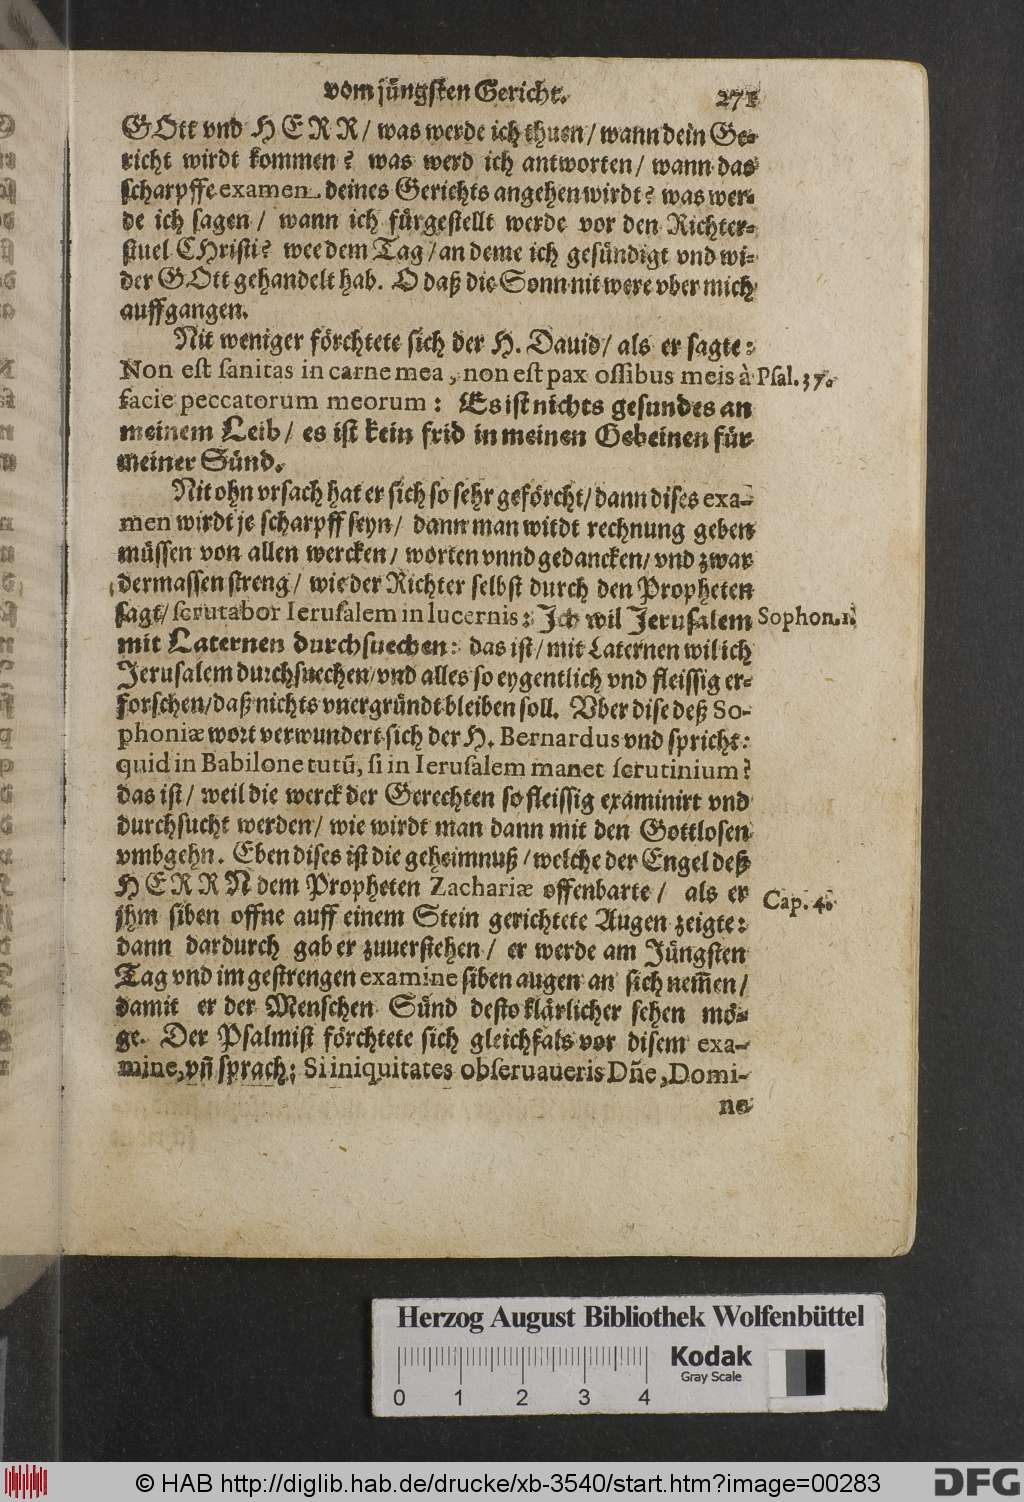 vom jüngsten Gericht. 271
GOtt vnd HERR / was werde ich thuen / wann dein Ge-
richt wirdt kommen? was werd ich antworten / wann das
scharpffe examen deines Gerichts angehen wirdt? was wer-
de ich sagen / wann ich fürgestellt werde vor den Richter-
stuel CHristi? wee dem Tag / an deme ich gesündigt vnd wi-
der GOtt gehandelt hab. O daß die Sonn nit were vber mich
auffgangen.
Nit weniger förchtete sich der H. Dauid / als er sagte:
Non est sanitas in carne mea, non est pax ossibus meis à Psal. 37.
facie peccatorum meorum: Es ist nichts gesundes an
meinem Leib / es ist kein frid in meinen Gebeinen für
meiner Sünd.
Nit ohn vrsach hat er sich so sehr geförcht / dann dises exa-
men wirdt je scharpff seyn / dann man witdt rechnung geben
müssen von allen wercken / worten vnnd gedancken / vnd zwar
dermassen streng / wie der Richter selbst durch den Propheten
sagt / scrutabor Ierusalem in lucernis: Ich wil Jerusalem Sophon. 1.
mit Laternen durchsuechen: das ist / mit Laternen wil ich
Jerusalem durchsuechen / vnd alles so eygentlich vnd fleissig er-
forschen / daß nichts vnergründt bleiben soll. Vber dise deß So-
phoniæ wort verwundert sich der H. Bernardus vnd spricht:
quid in Babilone tutũ, si in Ierusalem manet scrutinium?
das ist / weil die werck der Gerechten so fleissig examinirt vnd
durchsucht werden / wie wirdt man dann mit den Gottlosen
vmbgehn. Eben dises ist die geheimnuß / welche der Engel deß
HERRN dem Propheten Zachariæ offenbarte / als er Cap. 4.
jhm siben offne auff einem Stein gerichtete Augen zeigte:
dann dardurch gab er zuuerstehen / er werde am Jüngsten
Tag vnd im gestrengen examine siben augen an sich nem̃en /
damit er der Menschen Sünd desto klärlicher sehen mö-
ge. Der Psalmist förchtete sich gleichfals vor disem exa-
mine, vñ sprach: Si iniquitates obseruaueris Dñe, Domi-
ne
Herzog August Bibliothek Wolfenbüttel
Kodak
Gray Scale
0 1 2 3 4
© HAB http://diglib.hab.de/drucke/xb-3540/start.htm?image=00283
DFG